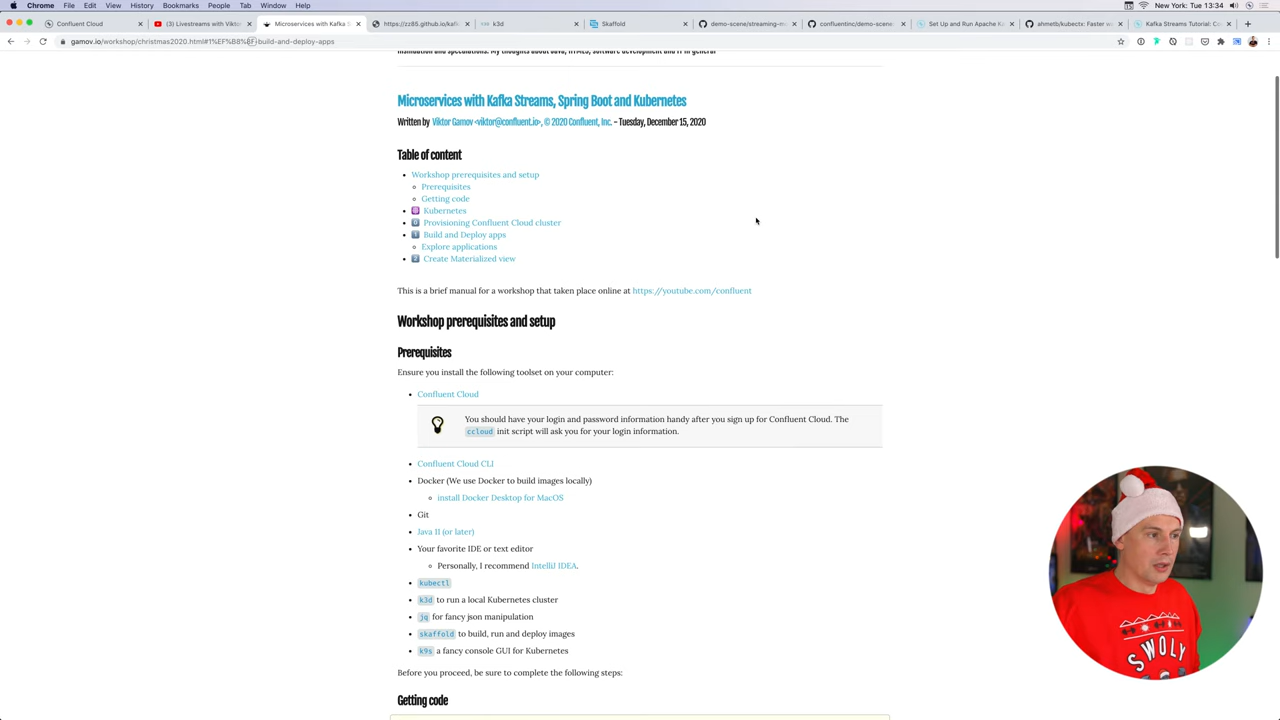 Chrome File Edit View History Bookmarks People Tab Window Help
Tue 13:34
Confluent Cloud
(3) Livestreams with Viktor
Microservices with Kafka S
https://zz85.github.io/kafk
k3d
Skaffold
demo-scene/streaming-m
confluentinc/demo-scene
Set Up and Run Apache Ka
ahmetb/kubectx: Faster w
Kafka Streams Tutorial: Co
gamov.io/workshop/christmas2020.html#1%EF%B8%8F-build-and-deploy-apps
Microservices with Kafka Streams, Spring Boot and Kubernetes
Written by Viktor Gamov <viktor@confluent.io>, © 2020 Confluent, Inc. - Tuesday, December 15, 2020
Table of content
Workshop prerequisites and setup
Prerequisites
Getting code
Kubernetes
0 Provisioning Confluent Cloud cluster
1 Build and Deploy apps
Explore applications
2 Create Materialized view
This is a brief manual for a workshop that taken place online at https://youtube.com/confluent
Workshop prerequisites and setup
Prerequisites
Ensure you install the following toolset on your computer:
Confluent Cloud
You should have your login and password information handy after you sign up for Confluent Cloud. The
ccloud init script will ask you for your login information.
Confluent Cloud CLI
Docker (We use Docker to build images locally)
install Docker Desktop for MacOS
Git
Java 11 (or later)
Your favorite IDE or text editor
Personally, I recommend IntelliJ IDEA.
kubectl
k3d to run a local Kubernetes cluster
jq for fancy json manipulation
skaffold to build, run and deploy images
k9s a fancy console GUI for Kubernetes
Before you proceed, be sure to complete the following steps:
Getting code
SWOLY